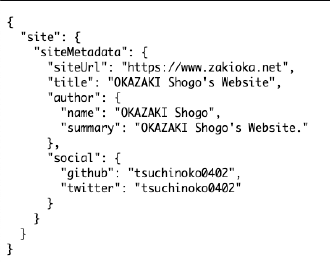 {
  "site": {
    "siteMetadata": {
      "siteUrl": "https://www.zakioka.net",
      "title": "OKAZAKI Shogo's Website",
      "author": {
        "name": "OKAZAKI Shogo",
        "summary": "OKAZAKI Shogo's Website."
      },
      "social": {
        "github": "tsuchinoko0402",
        "twitter": "tsuchinoko0402"
      }
    }
  }
}